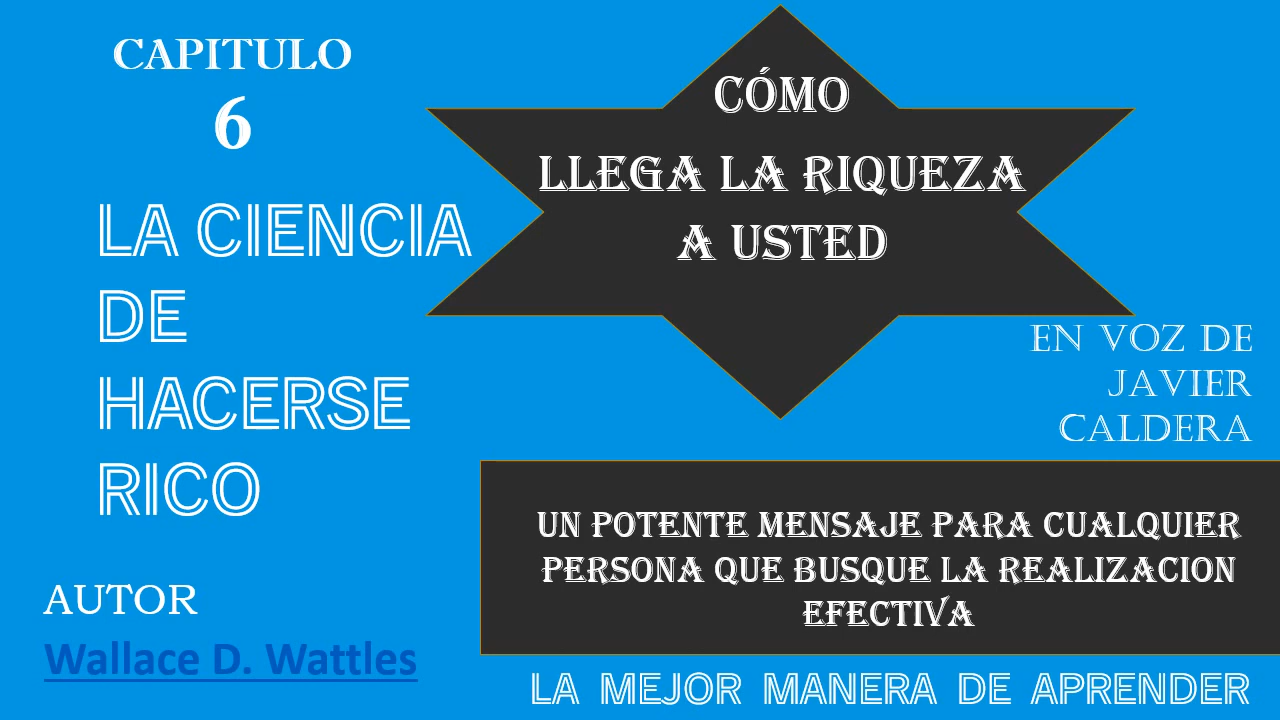 CAPITULO
6
LA CIENCIA
DE
HACERSE
RICO
AUTOR
Wallace D. Wattles
CÓMO
LLEGA LA RIQUEZA
A USTED
EN VOZ DE
JAVIER
CALDERA
UN POTENTE MENSAJE PARA CUALQUIER
PERSONA QUE BUSQUE LA REALIZACION
EFECTIVA
LA MEJOR MANERA DE APRENDER